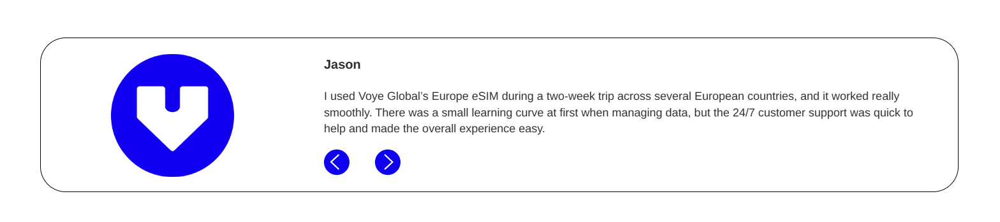 Jason
I used Voye Global’s Europe eSIM during a two-week trip across several European countries, and it worked really
smoothly. There was a small learning curve at first when managing data, but the 24/7 customer support was quick to
help and made the overall experience easy.